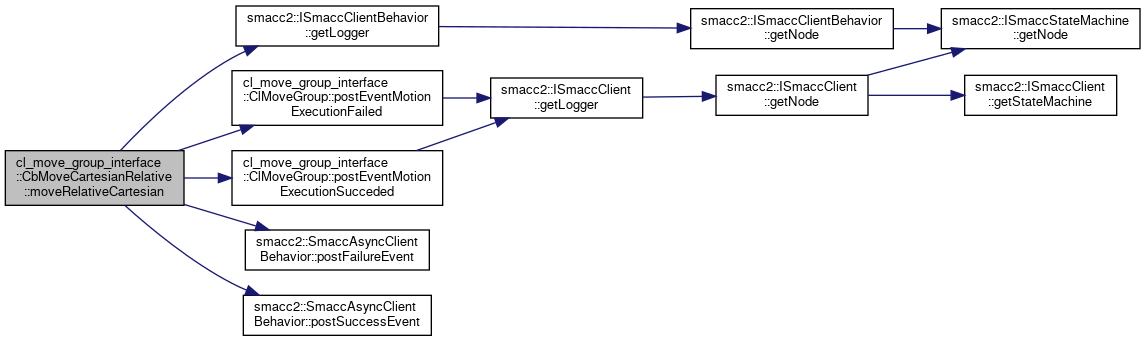 smacc2::ISmaccClientBehavior
::getLogger
smacc2::ISmaccClientBehavior
::getNode
smacc2::ISmaccStateMachine
::getNode
cl_move_group_interface
::ClMoveGroup::postEventMotion
ExecutionFailed
smacc2::ISmaccClient
::getLogger
smacc2::ISmaccClient
::getNode
smacc2::ISmaccClient
::getStateMachine
cl_move_group_interface
::CbMoveCartesianRelative
::moveRelativeCartesian
cl_move_group_interface
::ClMoveGroup::postEventMotion
ExecutionSucceded
smacc2::SmaccAsyncClient
Behavior::postFailureEvent
smacc2::SmaccAsyncClient
Behavior::postSuccessEvent